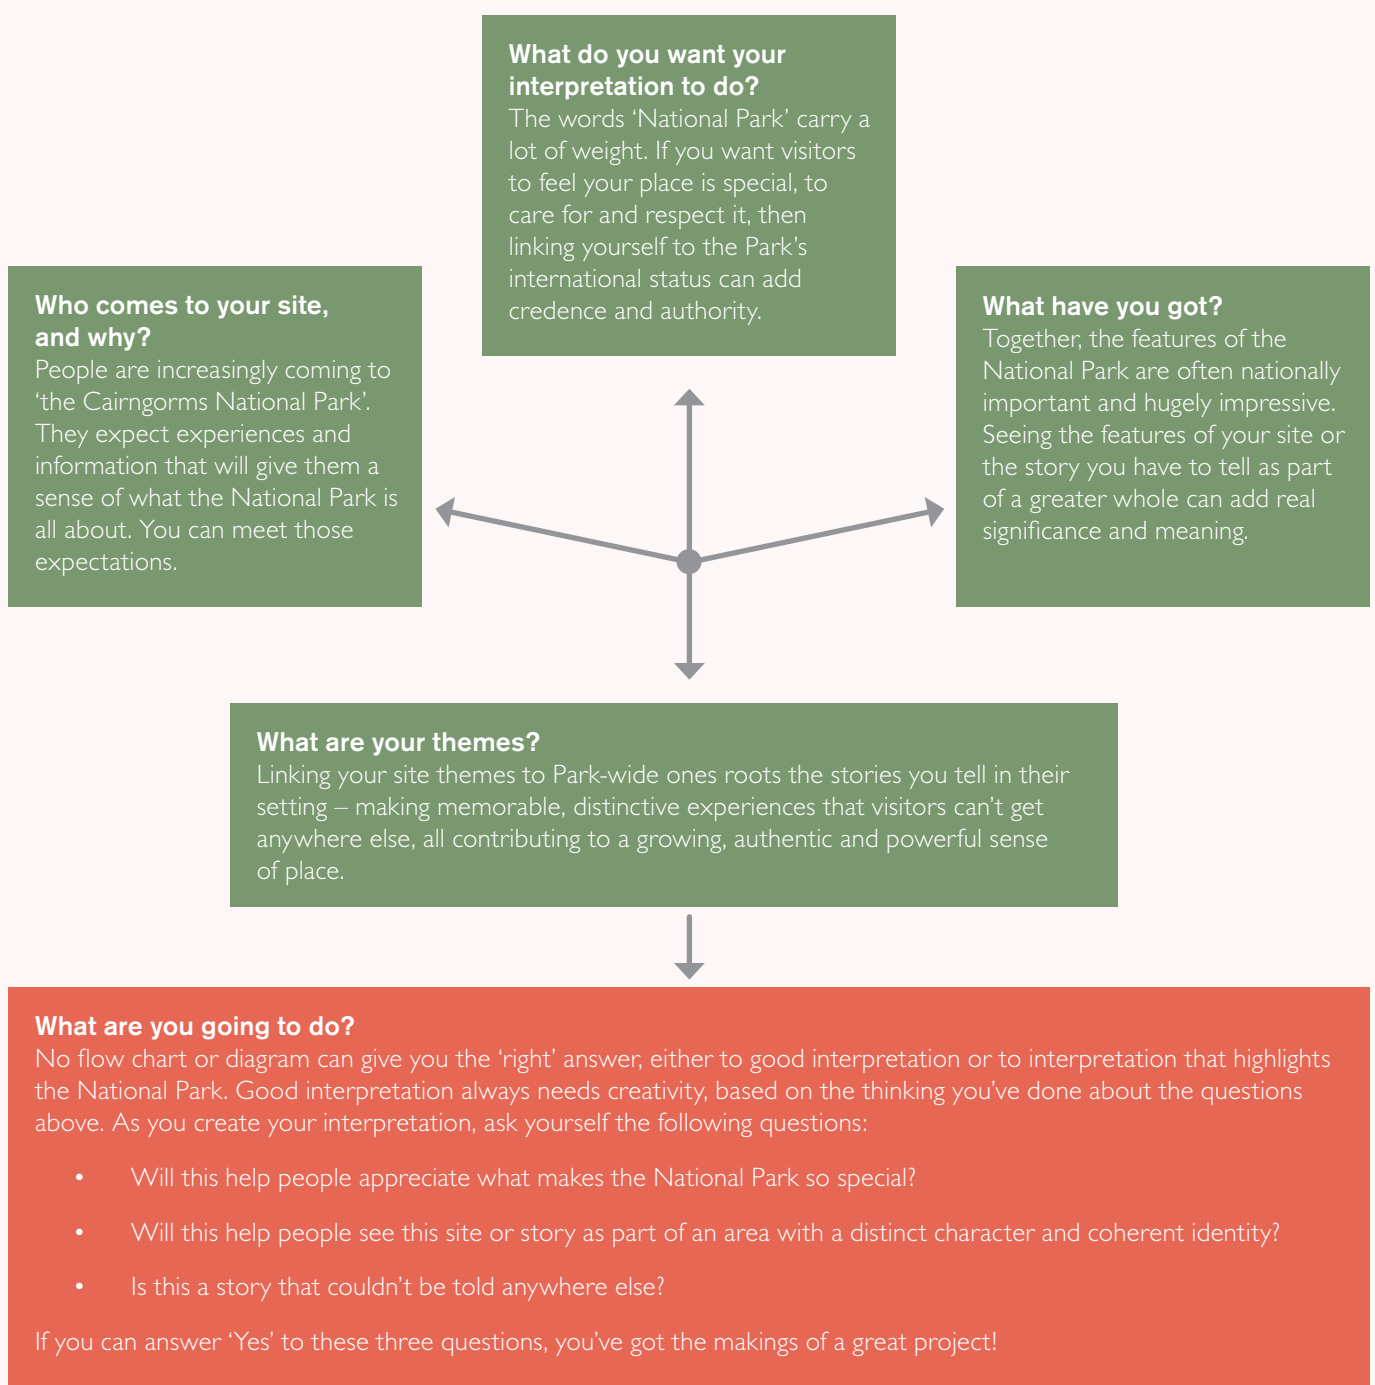 What do you want your
interpretation to do?
The words ‘National Park’ carry a
lot of weight. If you want visitors
to feel your place is special, to
care for and respect it, then
linking yourself to the Park’s
international status can add
credence and authority.
Who comes to your site,
and why?
People are increasingly coming to
‘the Cairngorms National Park’.
They expect experiences and
information that will give them a
sense of what the National Park is
all about. You can meet those
expectations.
What have you got?
Together, the features of the
National Park are often nationally
important and hugely impressive.
Seeing the features of your site or
the story you have to tell as part
of a greater whole can add real
significance and meaning.
What are your themes?
Linking your site themes to Park-wide ones roots the stories you tell in their
setting – making memorable, distinctive experiences that visitors can’t get
anywhere else, all contributing to a growing, authentic and powerful sense
of place.
What are you going to do?
No flow chart or diagram can give you the ‘right’ answer, either to good interpretation or to interpretation that highlights
the National Park. Good interpretation always needs creativity, based on the thinking you’ve done about the questions
above. As you create your interpretation, ask yourself the following questions:
• Will this help people appreciate what makes the National Park so special?
• Will this help people see this site or story as part of an area with a distinct character and coherent identity?
• Is this a story that couldn’t be told anywhere else?
If you can answer ‘Yes’ to these three questions, you’ve got the makings of a great project!